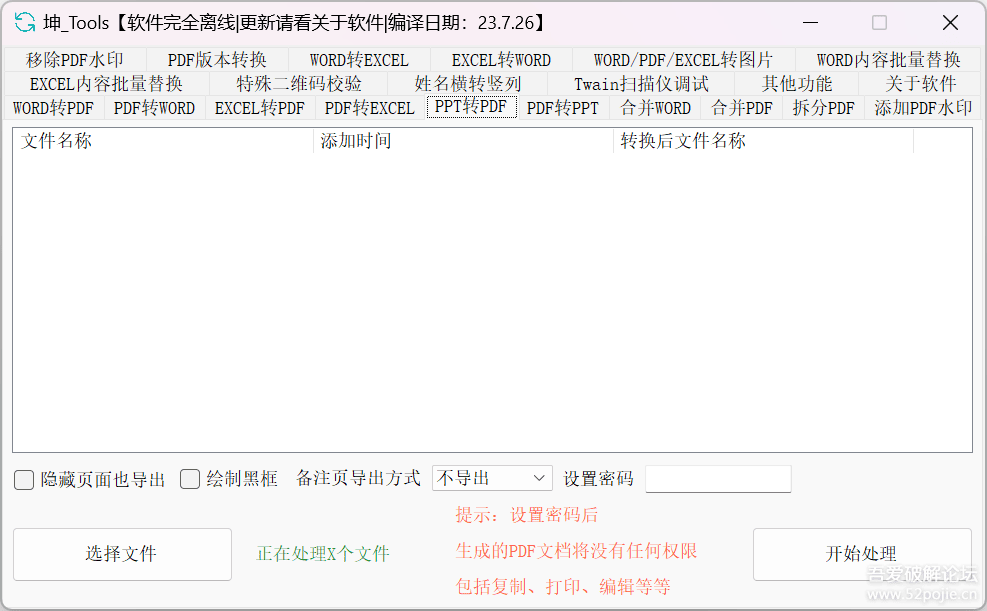 坤_Tools【软件完全离线|更新请看关于软件|编译日期：23.7.26】
移除PDF水印 PDF版本转换 WORD转EXCEL EXCEL转WORD WORD/PDF/EXCEL转图片 WORD内容批量替换
EXCEL内容批量替换 特殊二维码校验 姓名横转竖列 Twain扫描仪调试 其他功能 关于软件
WORD转PDF PDF转WORD EXCEL转PDF PDF转EXCEL PPT转PDF PDF转PPT 合并WORD 合并PDF 拆分PDF 添加PDF水印
文件名称 添加时间 转换后文件名称
隐藏页面也导出 绘制黑框 备注页导出方式 不导出 设置密码
提示：设置密码后
选择文件 正在处理X个文件 生成的PDF文档将没有任何权限 开始处理
包括复制、打印、编辑等等
吾爱破解论坛
www.52pojie.cn